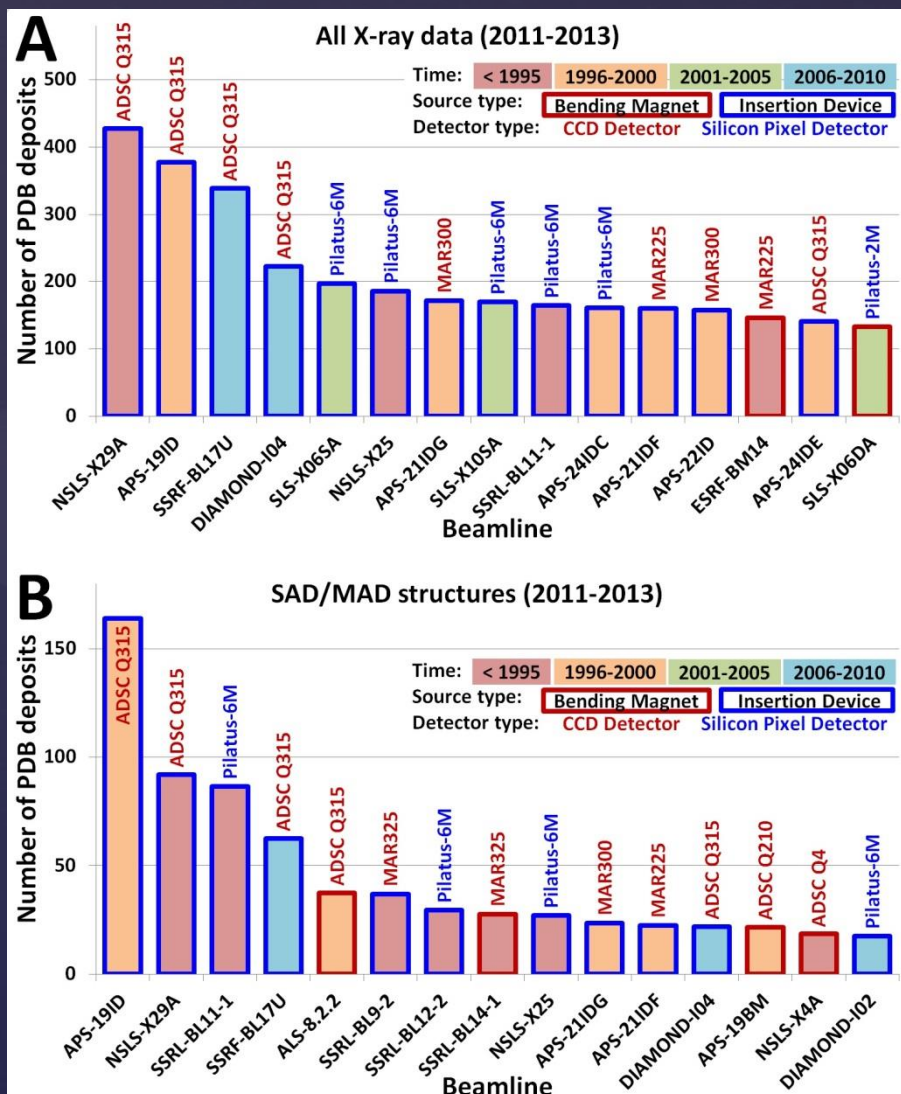 A
All X-ray data (2011-2013)
Time: < 1995 1996-2000 2001-2005 2006-2010
Source type: Bending Magnet Insertion Device
Detector type: CCD Detector Silicon Pixel Detector
Number of PDB deposits
500
400
300
200
100
0
ADSC Q315
ADSC Q315
ADSC Q315
ADSC Q315
Pilatus-6M
Pilatus-6M
MAR300
Pilatus-6M
Pilatus-6M
Pilatus-6M
MAR225
MAR300
MAR225
ADSC Q315
Pilatus-2M
NSLS-X29A
APS-19ID
SSRF-BL17U
DIAMOND-I04
SLS-X06SA
NSLS-X25
APS-21IDG
SLS-X10SA
SSRL-BL11-1
APS-24IDC
APS-21IDF
APS-22ID
ESRF-BM14
APS-24IDE
SLS-X06DA
Beamline
B
SAD/MAD structures (2011-2013)
Time: < 1995 1996-2000 2001-2005 2006-2010
Source type: Bending Magnet Insertion Device
Detector type: CCD Detector Silicon Pixel Detector
Number of PDB deposits
150
100
50
0
ADSC Q315
ADSC Q315
Pilatus-6M
ADSC Q315
ADSC Q315
MAR325
Pilatus-6M
MAR325
Pilatus-6M
MAR300
MAR225
ADSC Q315
ADSC Q210
ADSC Q4
Pilatus-6M
APS-19ID
NSLS-X29A
SSRL-BL11-1
SSRF-BL17U
ALS-8.2.2
SSRL-BL9-2
SSRL-BL12-2
SSRL-BL14-1
NSLS-X25
APS-21IDG
APS-21IDF
DIAMOND-I04
APS-19BM
NSLS-X4A
DIAMOND-I02
Beamline